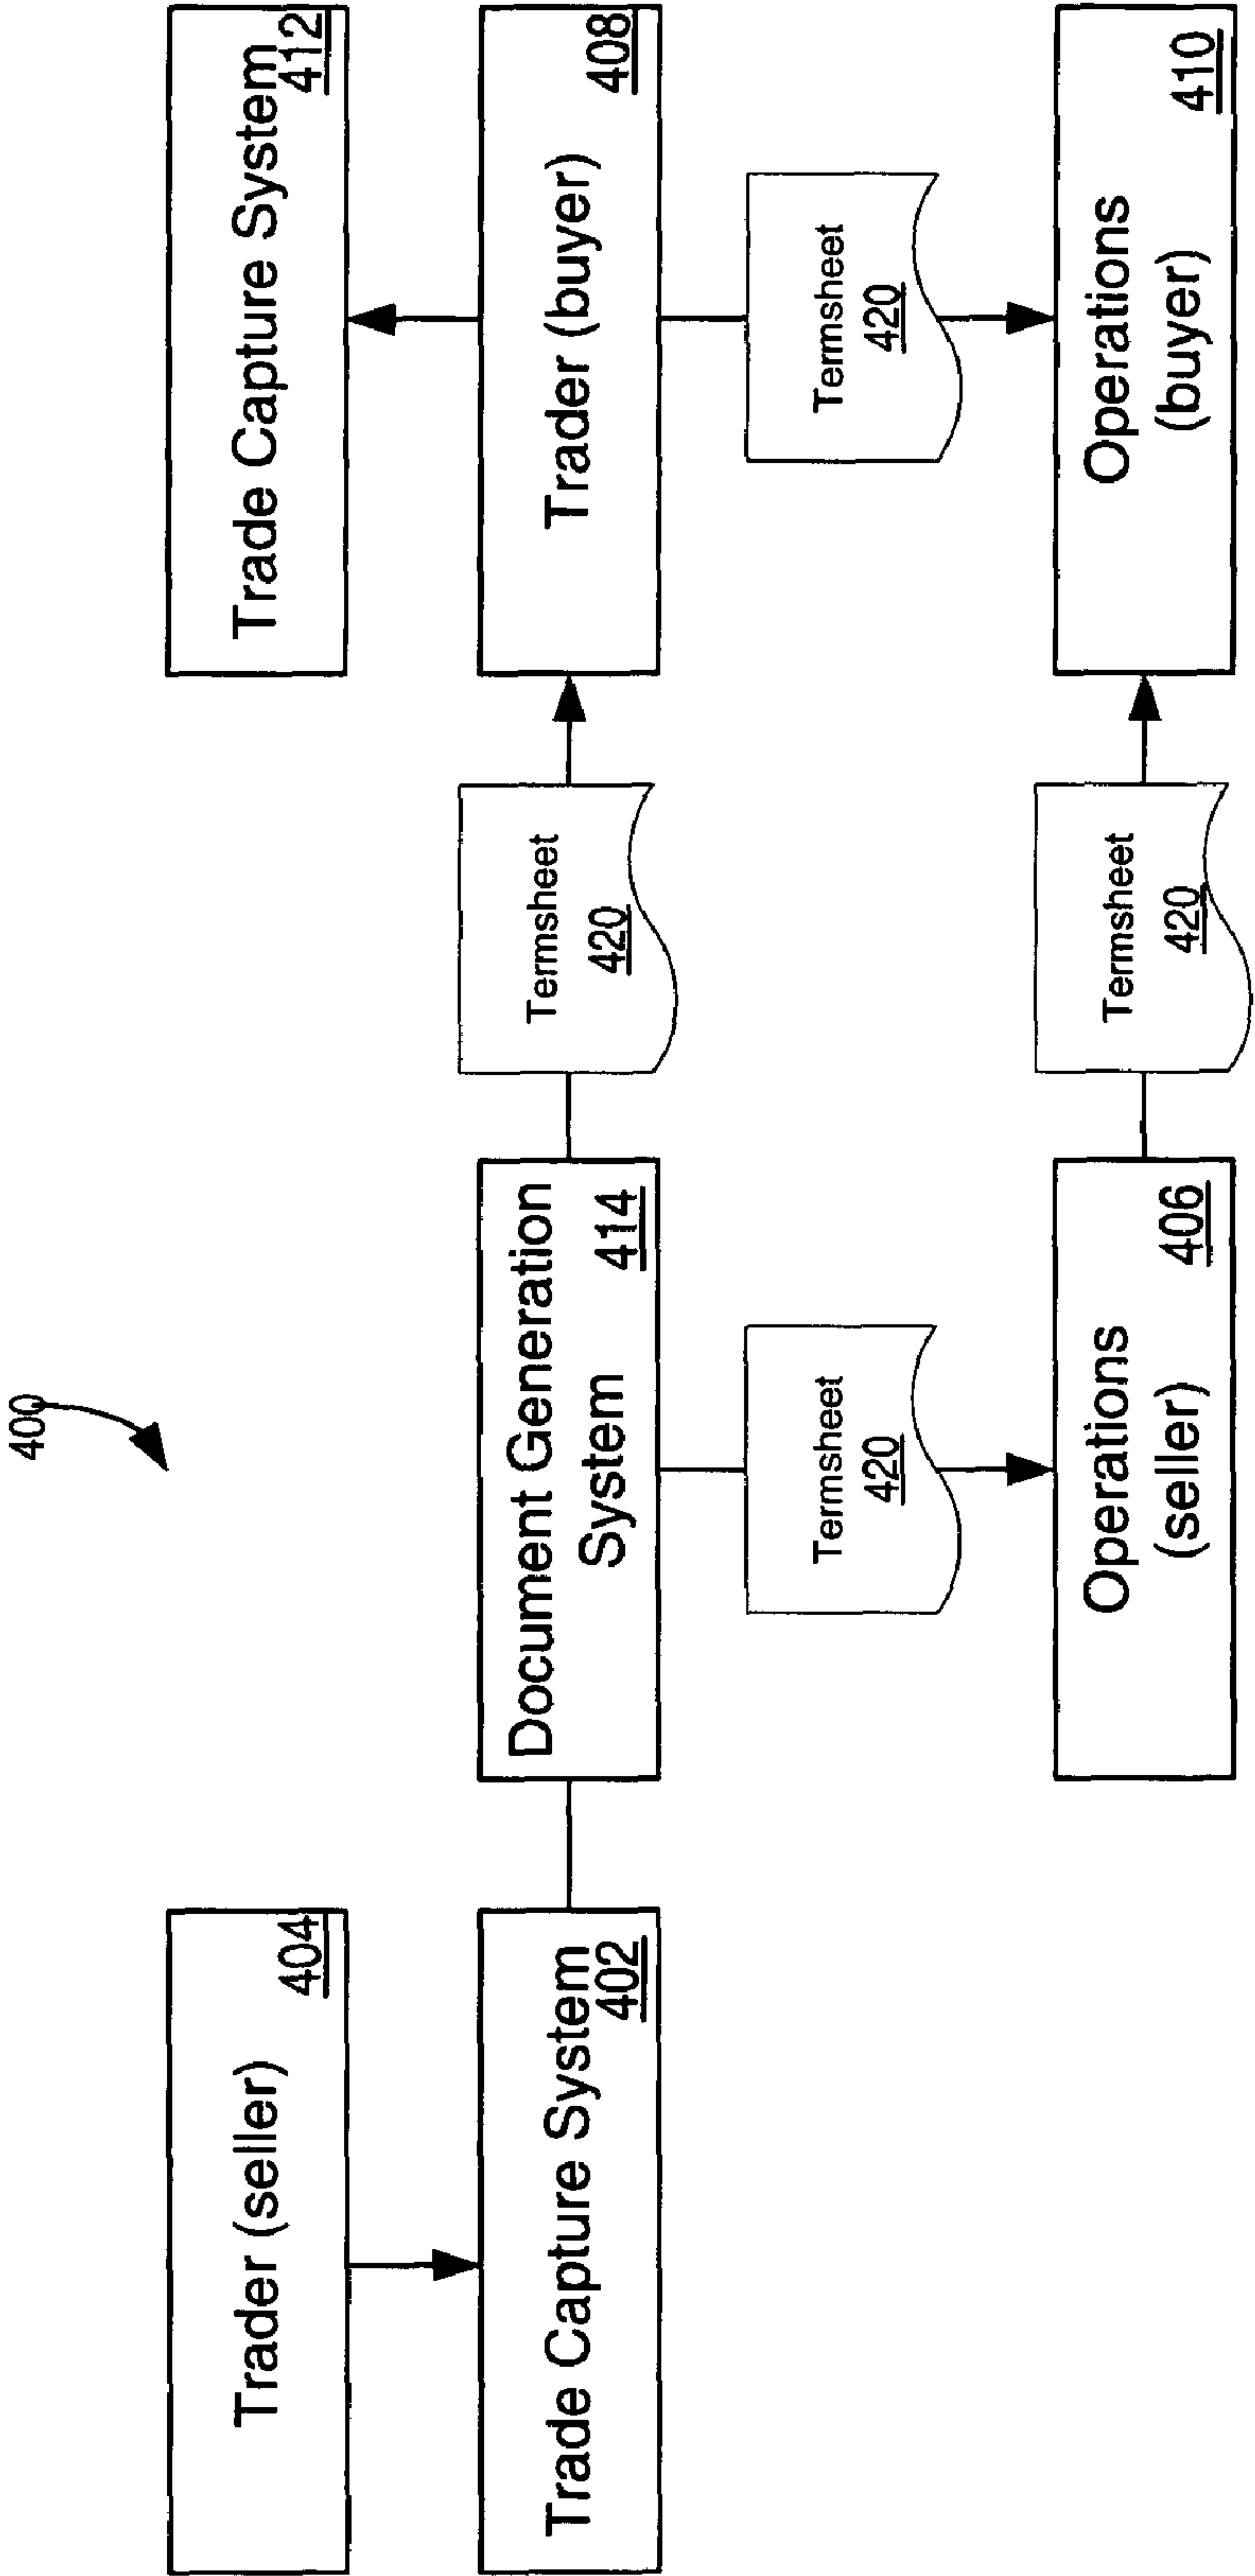 400
Trader (seller)
404
Trade Capture System
412
Trade Capture System
402
Document Generation
System
414
Termsheet
420
Trader (buyer)
408
Termsheet
420
Termsheet
420
Operations
(seller)
406
Termsheet
420
Operations
(buyer)
410